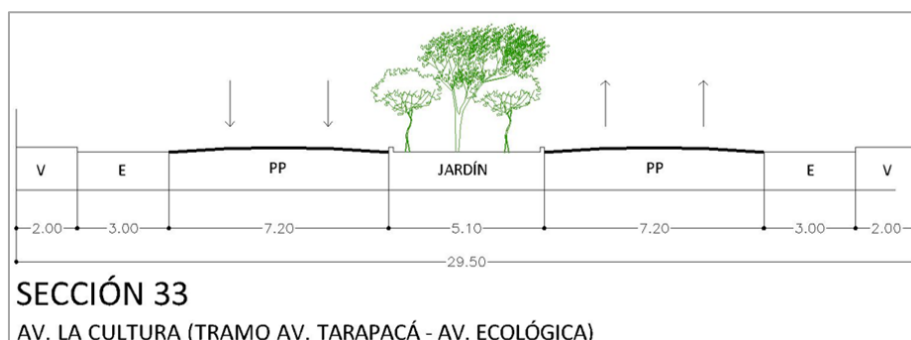 V E PP JARDÍN PP E V
2.00 3.00 7.20 5.10 7.20 3.00 2.00
29.50
SECCIÓN 33
AV. LA CULTURA (TRAMO AV. TARAPACÁ - AV. ECOLÓGICA)